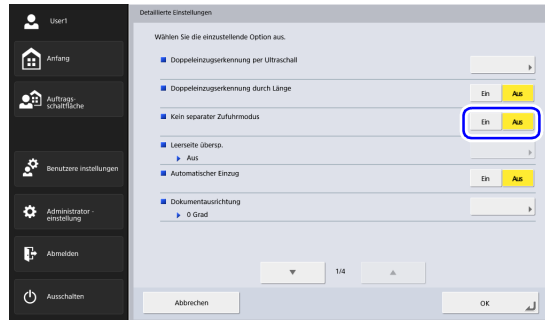 User1
Anfang
Auftrags-
schaltfläche
Benutzere instellungen
Administrator -
einstellung
Abmelden
Ausschalten
Detaillierte Einstellungen
Wählen Sie die einzustellende Option aus.
Doppeleinzugserkennung per Ultraschall
Doppeleinzugserkennung durch Länge
Ein Aus
Kein separater Zufuhrmodus
Ein Aus
Leerseite übersp.
Aus
Automatischer Einzug
Ein Aus
Dokumentausrichtung
0 Grad
1/4
Abbrechen
OK